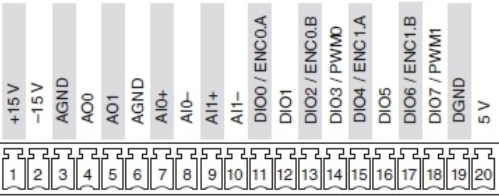 +15 V
−15 V
AGND
AO0
AO1
AGND
AI0+
AI0−
AI1+
AI1−
DIO0 / ENC0.A
DIO1
DIO2 / ENC0.B
DIO3 / PWM0
DIO4 / ENC1.A
DIO5
DIO6 / ENC1.B
DIO7 / PWM1
DGND
5 V
1 2 3 4 5 6 7 8 9 10 11 12 13 14 15 16 17 18 19 20